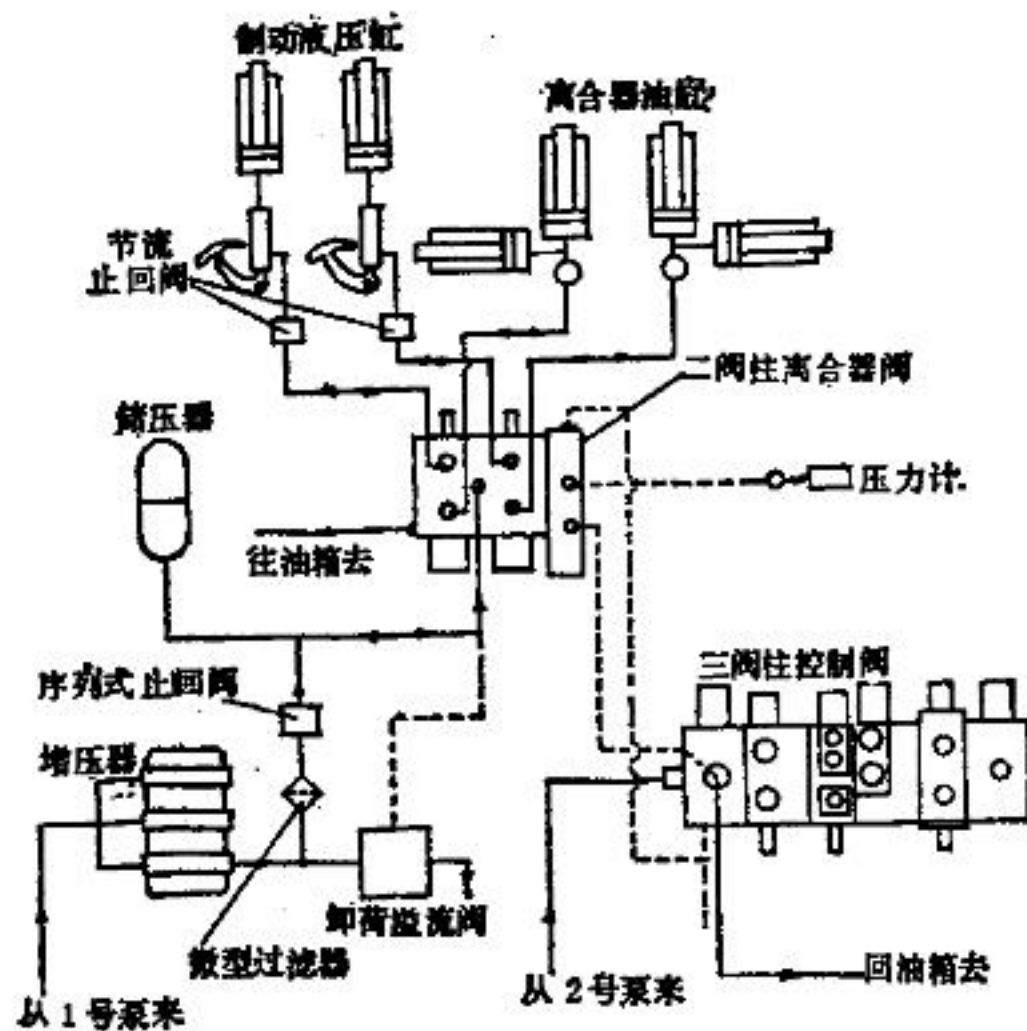 制动液压缸
离合器油缸
节流
止回阀
二阀柱离合器阀
储压器
压力计.
往油箱去
三阀柱控制阀
序列式止回阀
增压器
卸荷溢流阀
微型过滤器
回油箱去
从1号泵来
从2号泵来